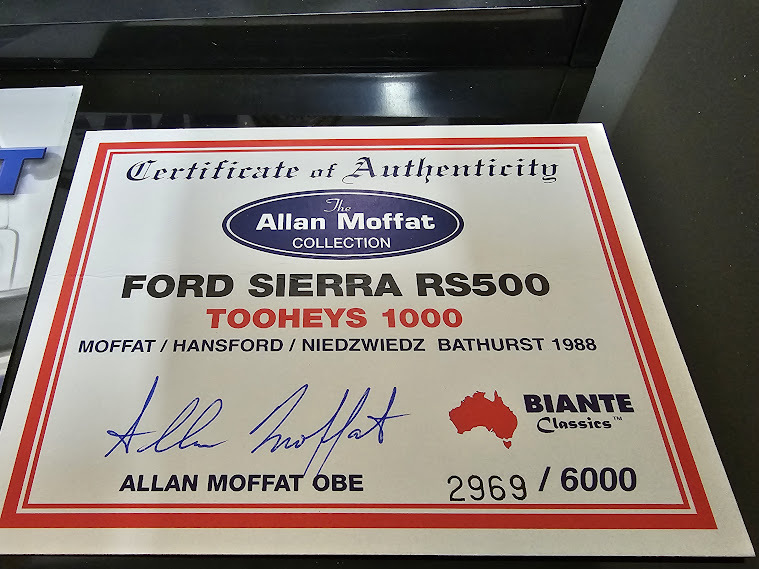 Certificate of Authenticity
The
Allan Moffat
COLLECTION
FORD SIERRA RS500
TOOHEYS 1000
MOFFAT / HANSFORD / NIEDZWIEDZ BATHURST 1988
Allan Moffat
BIANTE
Classics™
ALLAN MOFFAT OBE
2969 / 6000